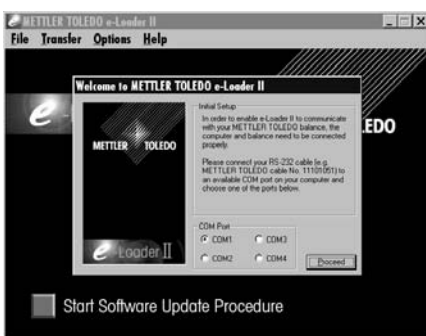 METTLER TOLEDO e-Loader II
File Transfer Options Help
Welcome to METTLER TOLEDO e-Loader II
Initial Setup
In order to enable e-Loader II to communicate
with your METTLER TOLEDO balance, the
computer and balance need to be connected
properly.
Please connect your RS-232 cable (e.g.
METTLER TOLEDO cable No. 11101051) to
an available COM port on your computer and
choose one of the ports below.
METTLER TOLEDO
e
EDO
COM Port
COM1 COM3
COM2 COM4
Proceed
e-Loader II
Start Software Update Procedure